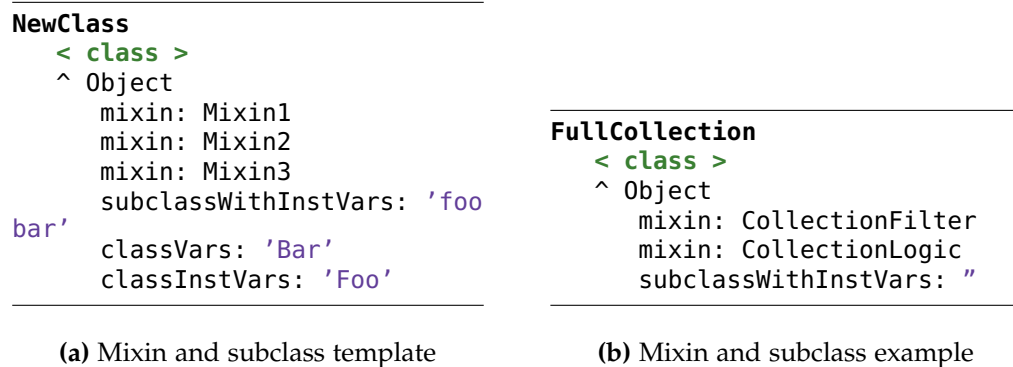 NewClass
< class >
^ Object
mixin: Mixin1
mixin: Mixin2
mixin: Mixin3
subclassWithInstVars: ’foo
bar’
classVars: ’Bar’
classInstVars: ’Foo’
(a) Mixin and subclass template
FullCollection
< class >
^ Object
mixin: CollectionFilter
mixin: CollectionLogic
subclassWithInstVars: ”
(b) Mixin and subclass example